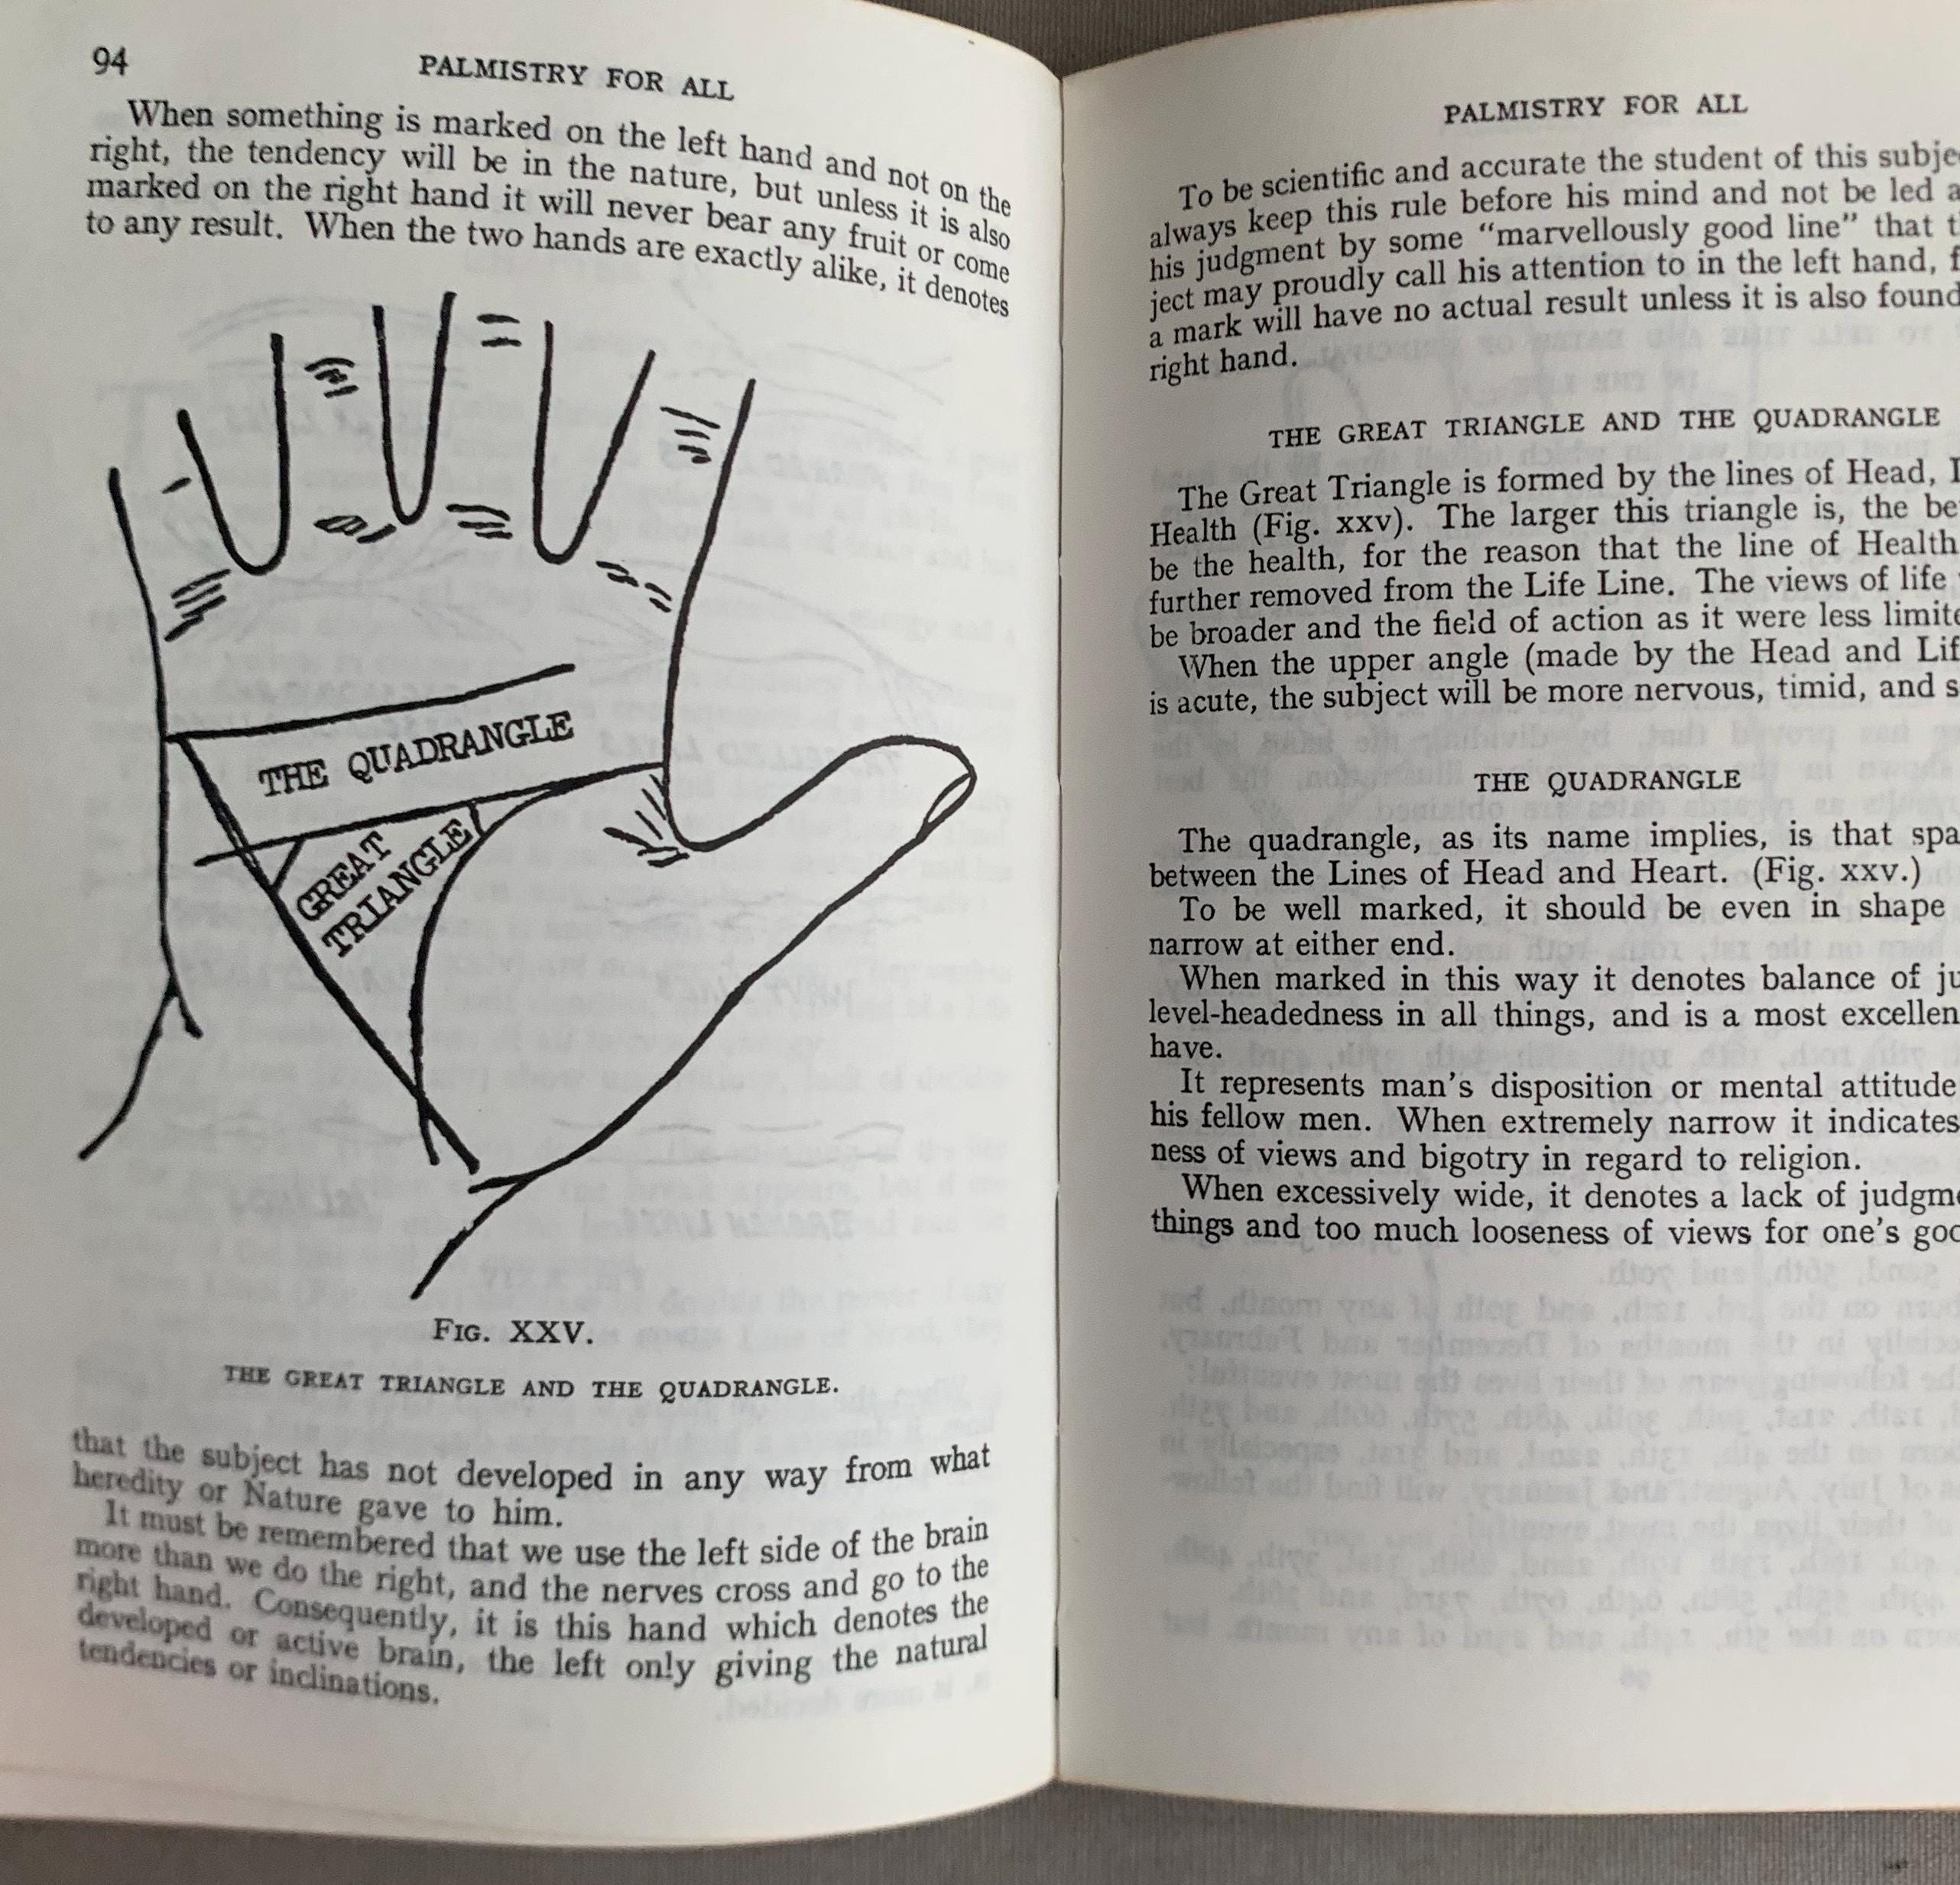 94
PALMISTRY FOR ALL
When something is marked on the left hand and not on the
right, the tendency will be in the nature, but unless it is also
marked on the right hand it will never bear any fruit or come
to any result. When the two hands are exactly alike, it denotes
THE QUADRANGLE
GREAT
TRIANGLE
FIG. XXV.
THE GREAT TRIANGLE AND THE QUADRANGLE.
that the subject has not developed in any way from what
heredity or Nature gave to him.
It must be remembered that we use the left side of the brain
more than we do the right, and the nerves cross and go to the
right hand. Consequently, it is this hand which denotes the
developed or active brain, the left only giving the natural
tendencies or inclinations.
PALMISTRY FOR ALL
To be scientific and accurate the student of this subje
always keep this rule before his mind and not be led a
his judgment by some "marvellously good line" that t
ject may proudly call his attention to in the left hand, f
a mark will have no actual result unless it is also found
right hand.
THE GREAT TRIANGLE AND THE QUADRANGLE
The Great Triangle is formed by the lines of Head,
Health (Fig. xxv). The larger this triangle is, the be
be the health, for the reason that the line of Health
further removed from the Life Line. The views of life
be broader and the field of action as it were less limite
When the upper angle (made by the Head and Lif
is acute, the subject will be more nervous, timid, and s
THE QUADRANGLE
The quadrangle, as its name implies, is that spa
between the Lines of Head and Heart. (Fig. xxv.)
To be well marked, it should be even in shape
narrow at either end.
When marked in this way it denotes balance of ju
level-headedness in all things, and is a most excellen
have.
It represents man's disposition or mental attitude
his fellow men. When extremely narrow it indicates
ness of views and bigotry in regard to religion.
When excessively wide, it denotes a lack of judgm
things and too much looseness of views for one's goo